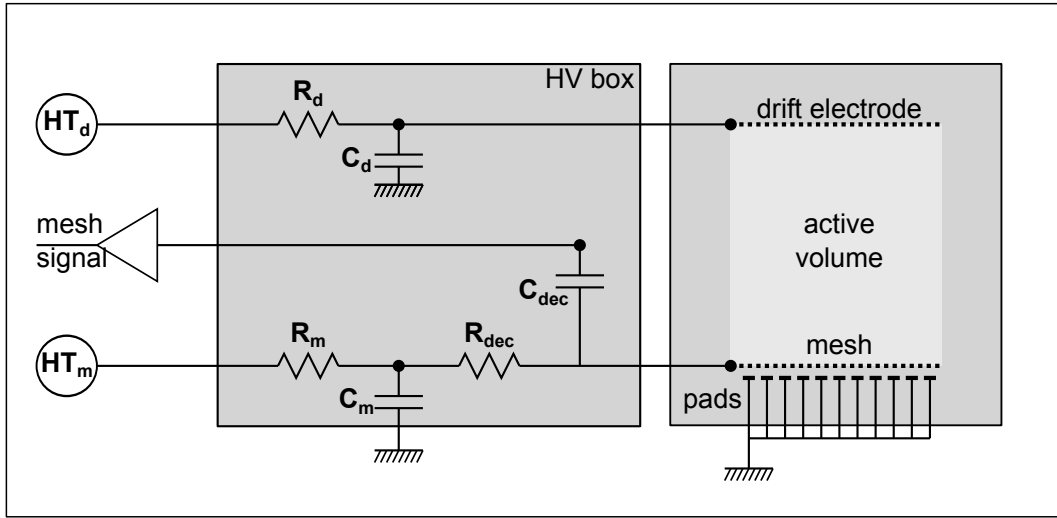 HV box
R_d
drift electrode
HT_d
C_d
mesh
signal
active
volume
C_dec
R_m
R_dec
mesh
HT_m
C_m
pads